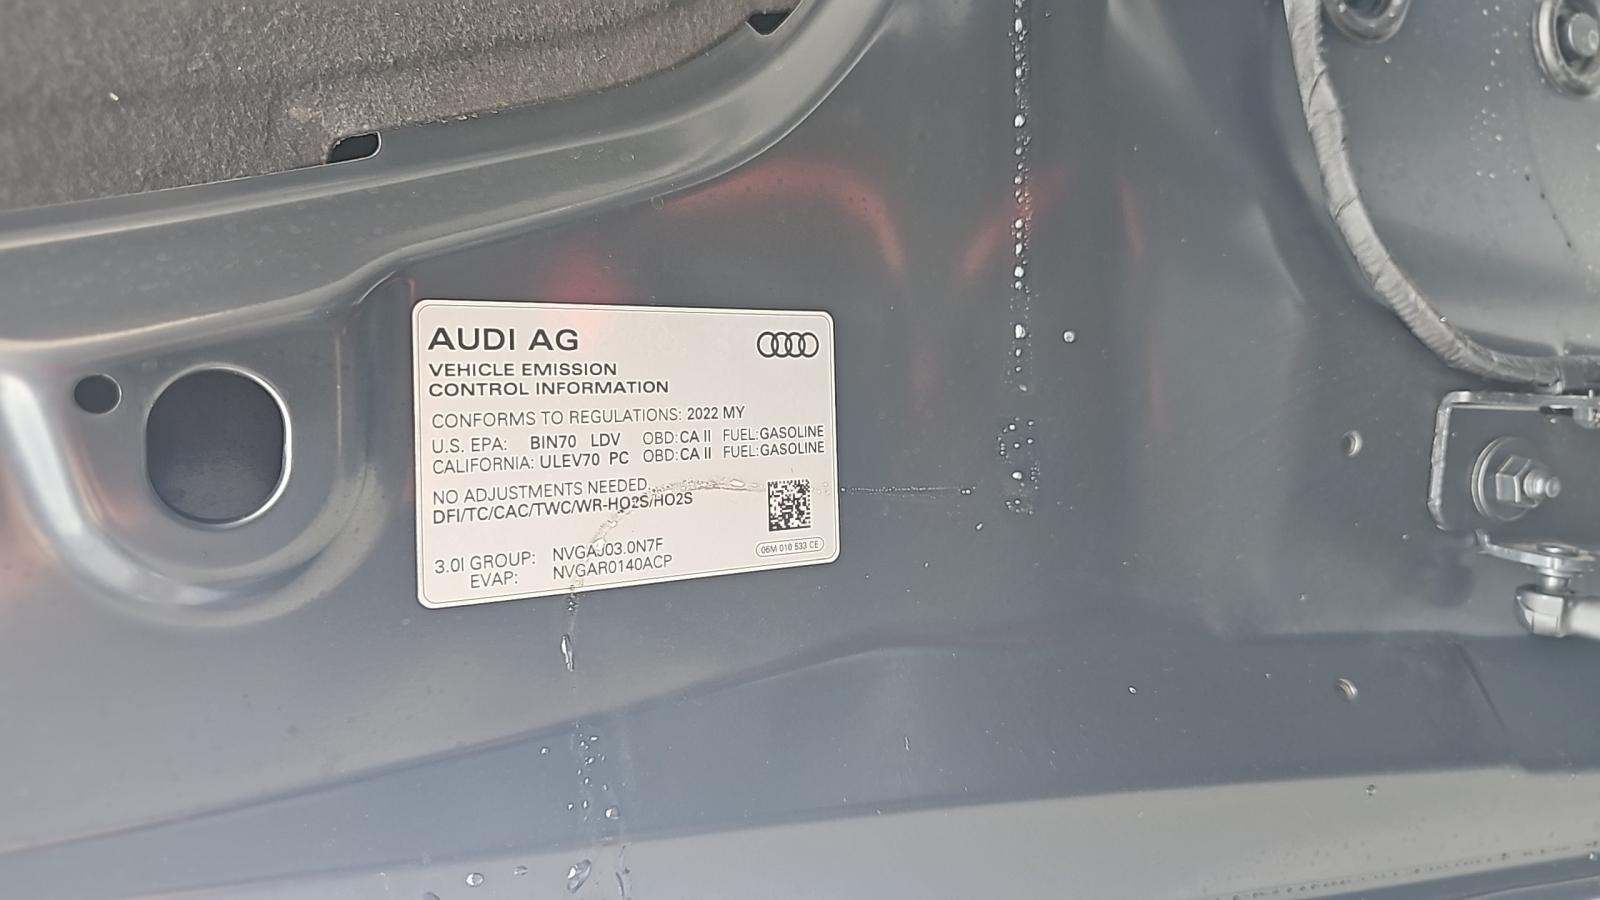 AUDI AG
VEHICLE EMISSION
CONTROL INFORMATION
CONFORMS TO REGULATIONS: 2022 MY
U.S. EPA: BIN70 LDV OBD:CA II FUEL:GASOLINE
CALIFORNIA: ULEV70 PC OBD:CA II FUEL:GASOLINE
NO ADJUSTMENTS NEEDED
DFI/TC/CAC/TWC/WR-HO2S/HO2S
3.0l GROUP: NVGAJ03.0N7F
EVAP: NVGAR0140ACP
06M 010 533 CE